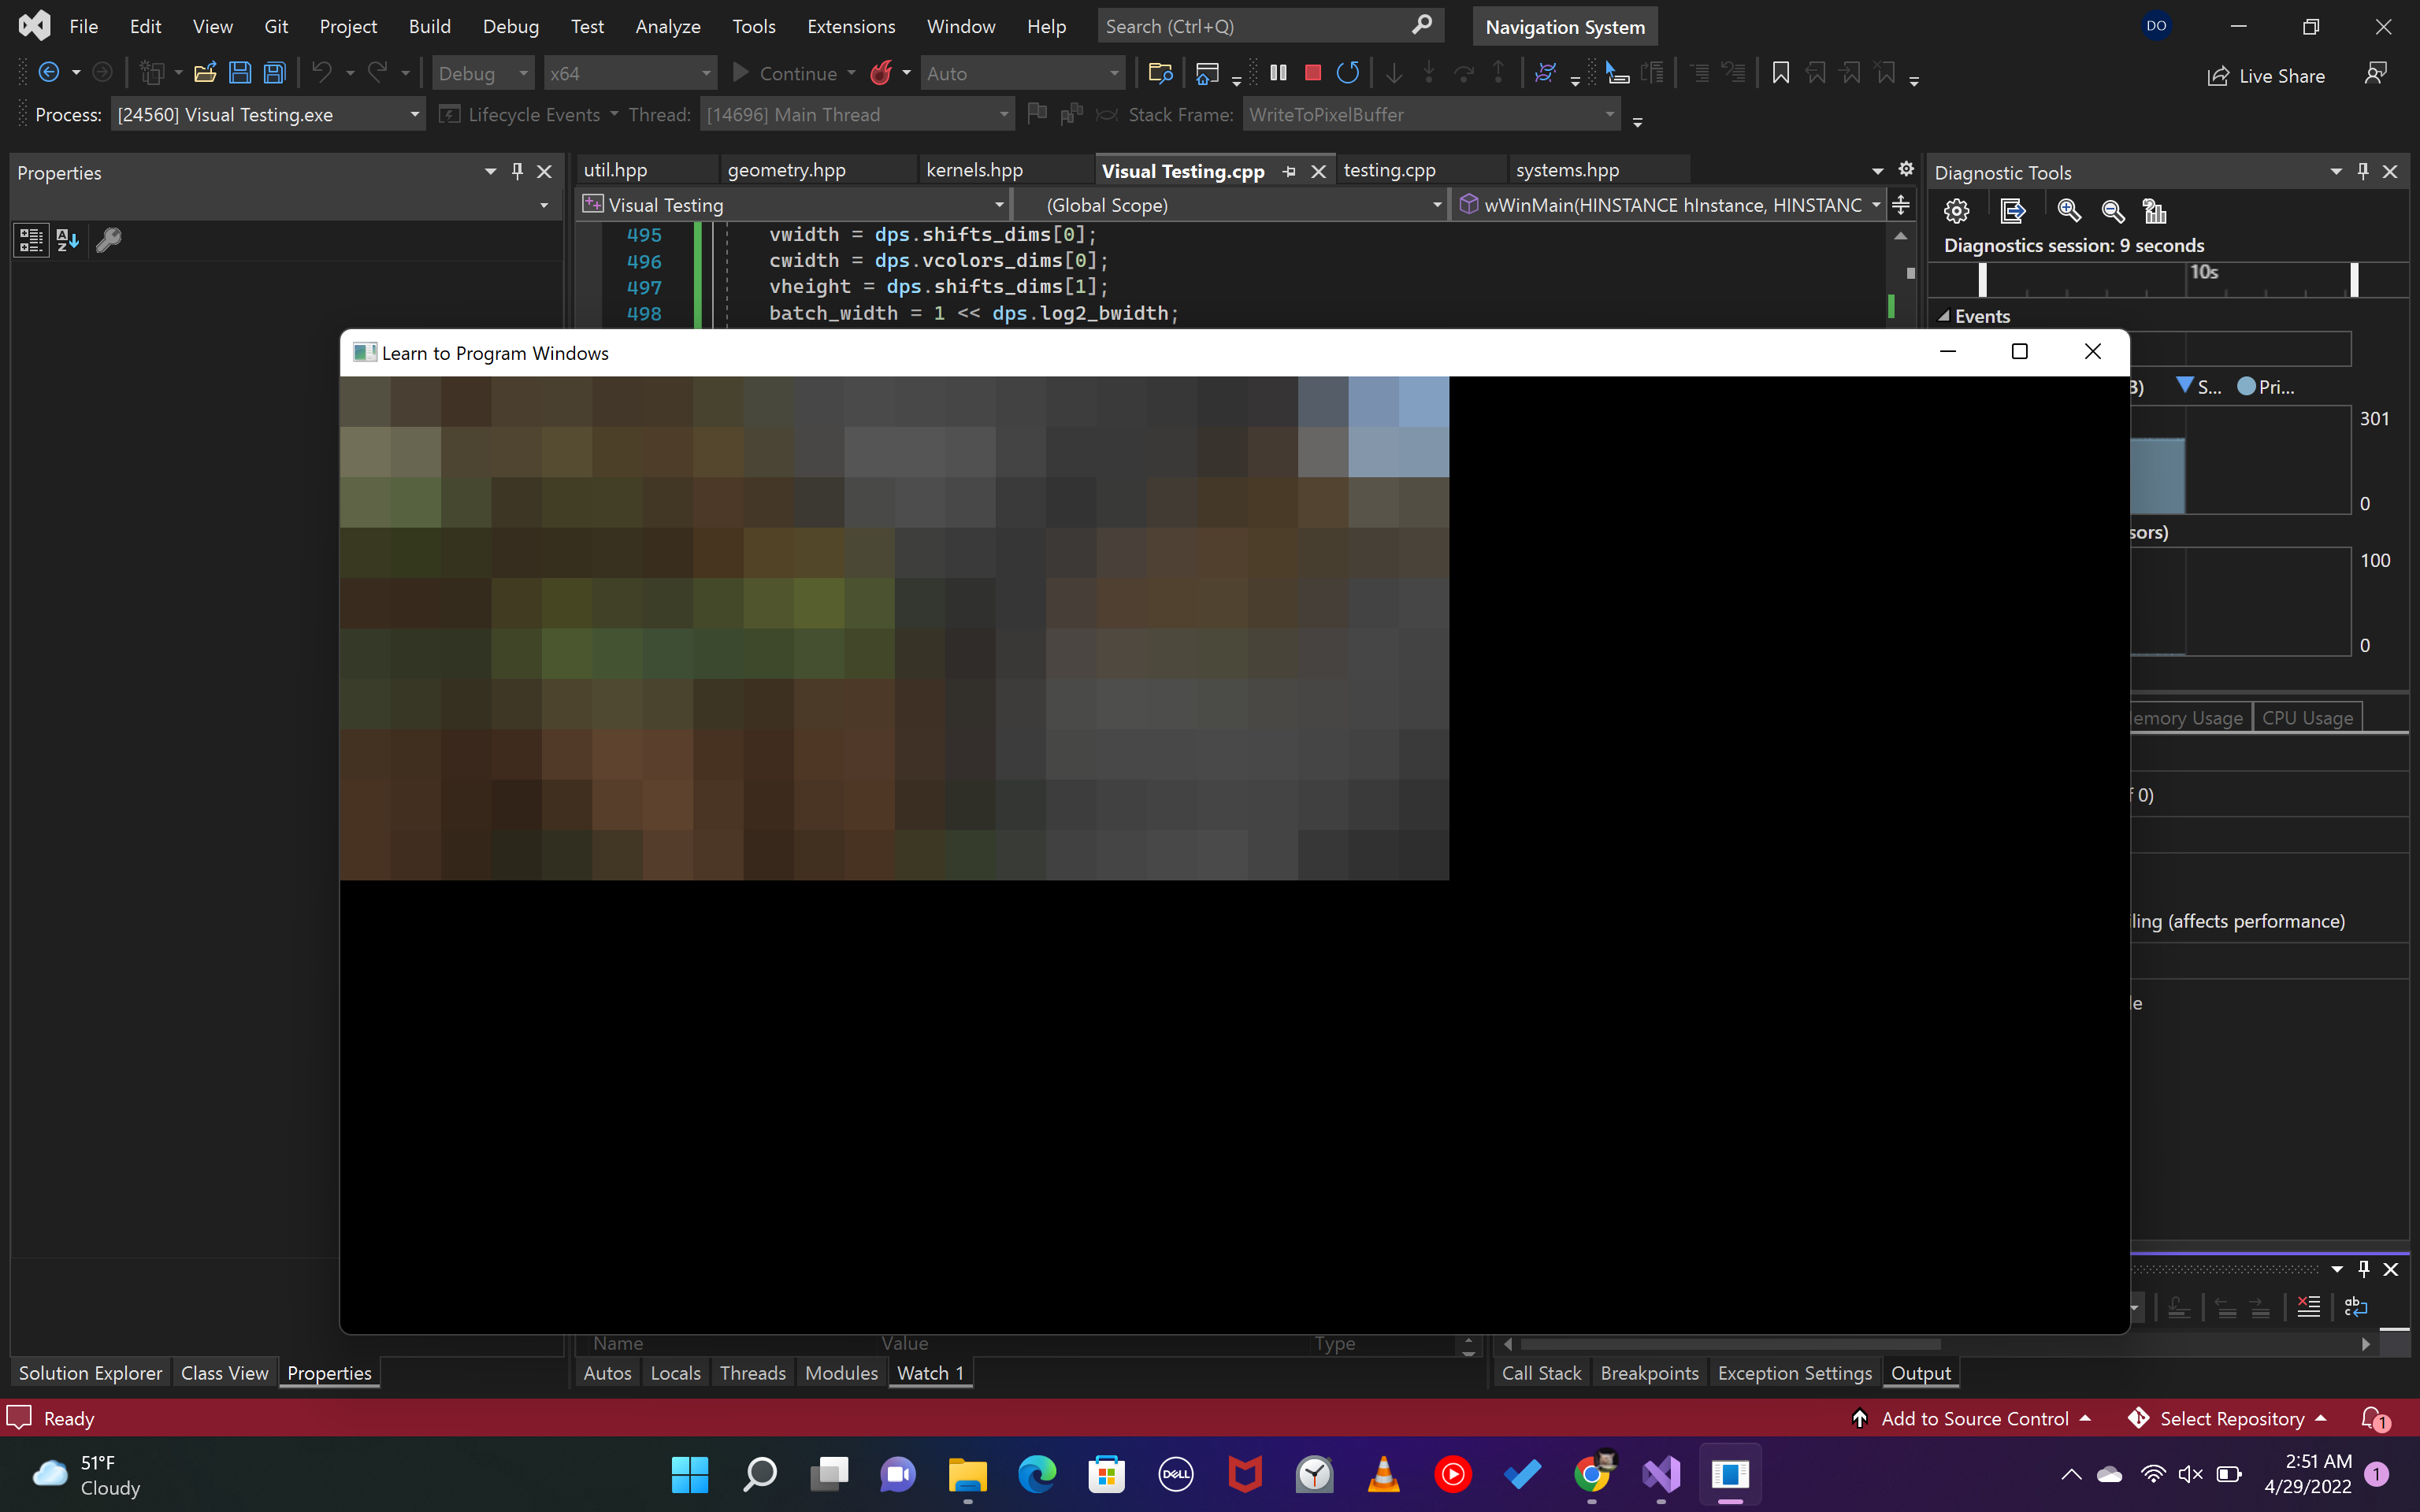 File Edit View Git Project Build Debug Test Analyze Tools Extensions Window Help Search (Ctrl+Q) Navigation System DO
Debug x64 Continue Auto Live Share
Process: [24560] Visual Testing.exe Lifecycle Events Thread: [14696] Main Thread Stack Frame: WriteToPixelBuffer
Properties
util.hpp geometry.hpp kernels.hpp Visual Testing.cpp testing.cpp systems.hpp
Diagnostic Tools
Visual Testing (Global Scope) wWinMain(HINSTANCE hInstance, HINSTANC
495 vwidth = dps.shifts_dims[0];
496 cwidth = dps.vcolors_dims[0];
497 vheight = dps.shifts_dims[1];
498 batch_width = 1 << dps.log2_bwidth;
Diagnostics session: 9 seconds
10s
Events
Learn to Program Windows
B) S... Pri...
301
0
sors)
100
0
emory Usage CPU Usage
f 0)
ling (affects performance)
le
Name Value Type
Solution Explorer Class View Properties
Autos Locals Threads Modules Watch 1
Call Stack Breakpoints Exception Settings Output
Ready
Add to Source Control Select Repository 1
51°F
Cloudy
DELL
2:51 AM
4/29/2022
1